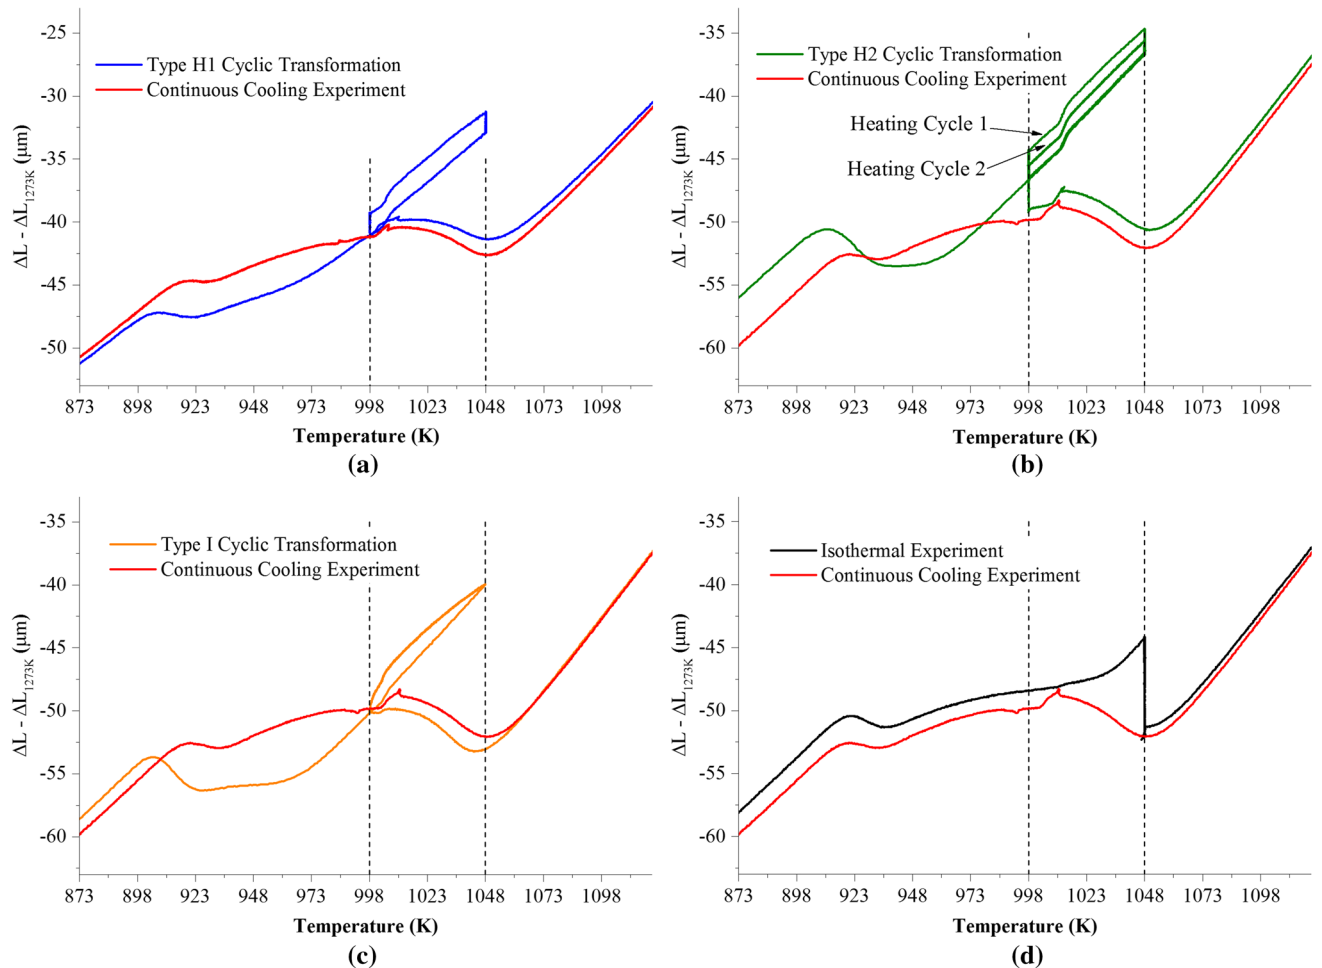 -25
-30
-35
-40
-45
-50
ΔL - ΔL1273K (μm)
Type H1 Cyclic Transformation
Continuous Cooling Experiment
873 898 923 948 973 998 1023 1048 1073 1098
Temperature (K)
(a)
-35
-40
-45
-50
-55
-60
ΔL - ΔL1273K (μm)
Type H2 Cyclic Transformation
Continuous Cooling Experiment
Heating Cycle 1
Heating Cycle 2
873 898 923 948 973 998 1023 1048 1073 1098
Temperature (K)
(b)
-35
-40
-45
-50
-55
-60
ΔL - ΔL1273K (μm)
Type I Cyclic Transformation
Continuous Cooling Experiment
873 898 923 948 973 998 1023 1048 1073 1098
Temperature (K)
(c)
-35
-40
-45
-50
-55
-60
ΔL - ΔL1273K (μm)
Isothermal Experiment
Continuous Cooling Experiment
873 898 923 948 973 998 1023 1048 1073 1098
Temperature (K)
(d)